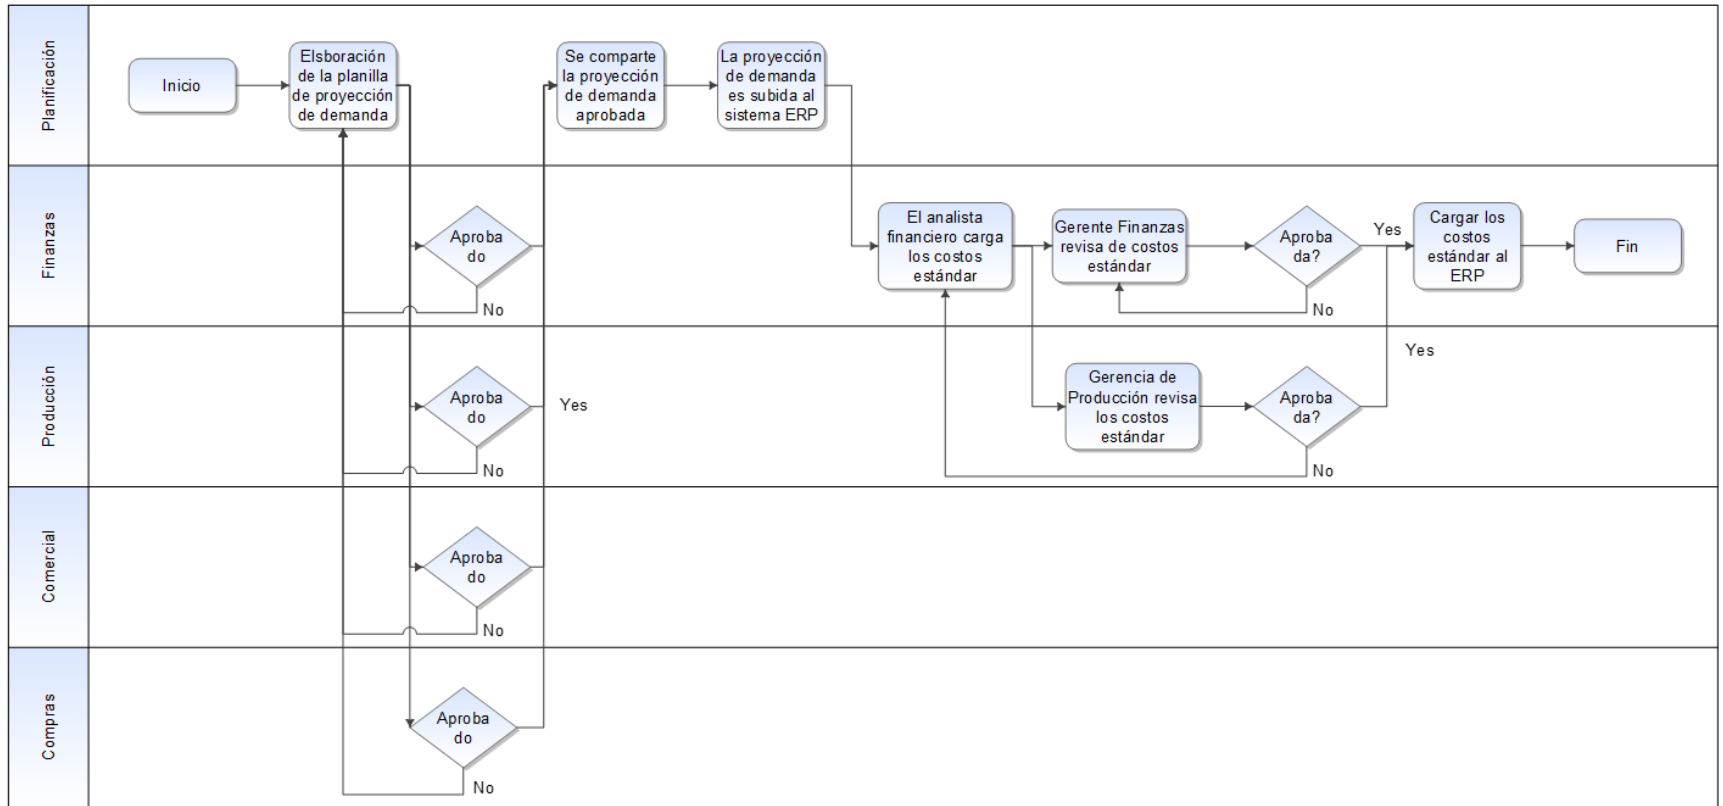 Planificación
Inicio
Elsboración
de la planilla
de proyección
de demanda
Se comparte
la proyección
de demanda
aprobada
La proyección
de demanda
es subida al
sistema ERP
Finanzas
Aproba
do
No
El analista
financiero carga
los costos
estándar
Gerente Finanzas
revisa de costos
estándar
Aproba
da?
Yes
No
Cargar los
costos
estándar al
ERP
Fin
Producción
Aproba
do
Yes
No
Gerencia de
Producción revisa
los costos
estándar
Aproba
da?
Yes
No
Comercial
Aproba
do
No
Compras
Aproba
do
No